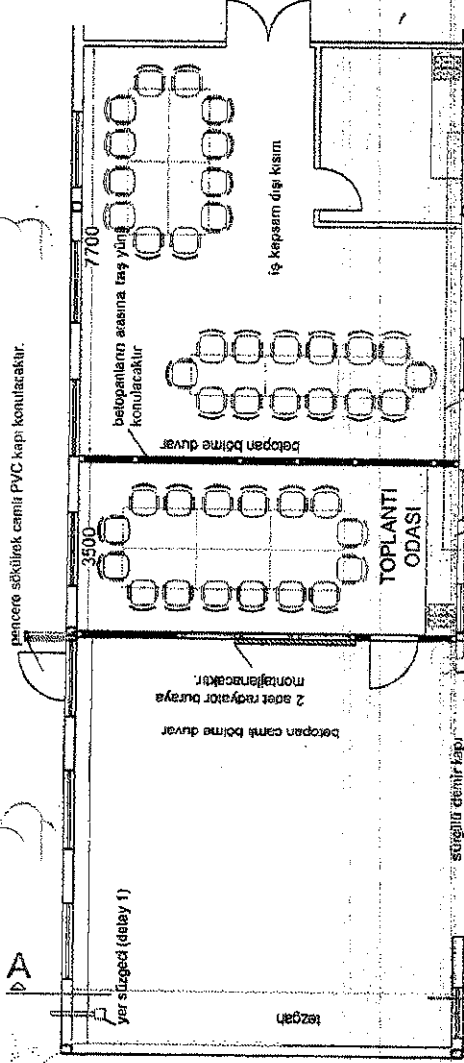 pencere sökülrek camlı PVC kapı konulacaktır.
7700
betopanların arasına taş yünü
konulacaktır
iş kapsam dışı kısım
betopan bölme duvar
3500
TOPLANTI
ODASI
2 adet radyatör buraya
montajlanacaktır.
betopan camlı bölme duvar
sürgülü demir kapı
A
yer süzgeci (detay 1)
tezgah